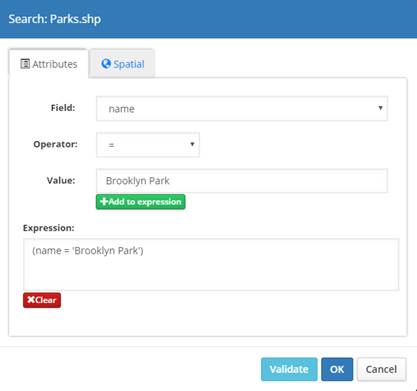 Search: Parks.shp
Attributes Spatial
Field: name
Operator: =
Value: Brooklyn Park
Add to expression
Expression:
(name = 'Brooklyn Park')
Clear
Validate OK Cancel